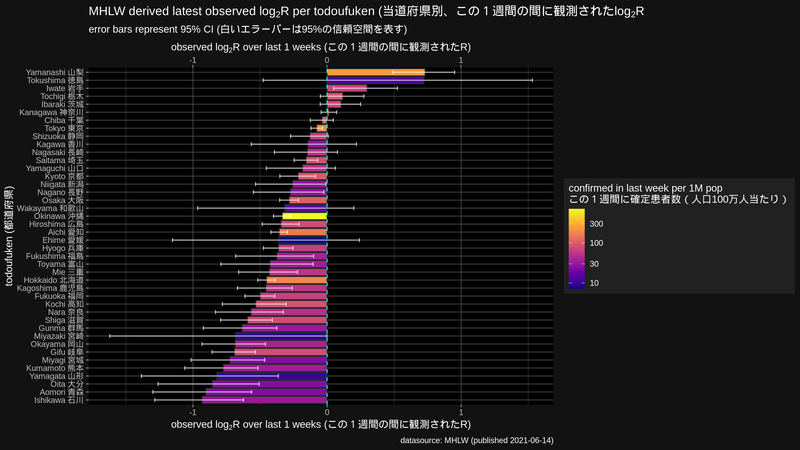 MHLW derived latest observed log₂R per todoufuken (当道府県別、この１週間の間に観測されたlog₂R
error bars represent 95% CI (白いエラーバーは95%の信頼空間を表す)
observed log₂R over last 1 weeks (この１週間の間に観測されたR)
-1 0 1
todoufuken (都道府県)
Yamanashi 山梨
Tokushima 徳島
Iwate 岩手
Tochigi 栃木
Ibaraki 茨城
Kanagawa 神奈川
Chiba 千葉
Tokyo 東京
Shizuoka 静岡
Kagawa 香川
Nagasaki 長崎
Saitama 埼玉
Yamaguchi 山口
Kyoto 京都
Niigata 新潟
Nagano 長野
Osaka 大阪
Wakayama 和歌山
Okinawa 沖縄
Hiroshima 広島
Aichi 愛知
Ehime 愛媛
Hyogo 兵庫
Fukushima 福島
Toyama 富山
Mie 三重
Hokkaido 北海道
Kagoshima 鹿児島
Fukuoka 福岡
Kochi 高知
Nara 奈良
Shiga 滋賀
Gunma 群馬
Miyazaki 宮崎
Okayama 岡山
Gifu 岐阜
Miyagi 宮城
Kumamoto 熊本
Yamagata 山形
Oita 大分
Aomori 青森
Ishikawa 石川
-1 0 1
observed log₂R over last 1 weeks (この１週間の間に観測されたR)
confirmed in last week per 1M pop
この１週間に確定患者数（人口100万人当たり）
300
100
30
10
datasource: MHLW (published 2021-06-14)